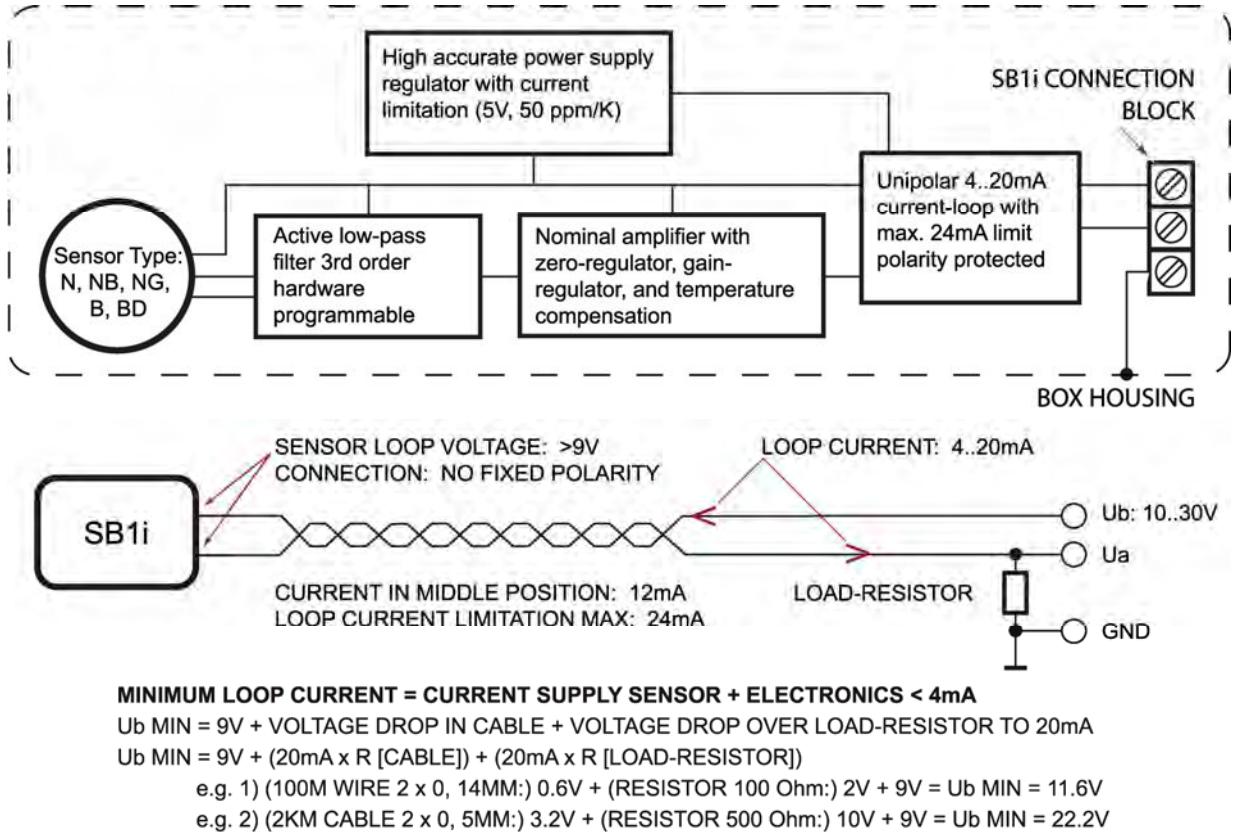 High accurate power supply
regulator with current
limitation (5V, 50 ppm/K)
SB1i CONNECTION
BLOCK
Sensor Type:
N, NB, NG,
B, BD
Active low-pass
filter 3rd order
hardware
programmable
Nominal amplifier with
zero-regulator, gain-
regulator, and temperature
compensation
Unipolar 4..20mA
current-loop with
max. 24mA limit
polarity protected
BOX HOUSING
SENSOR LOOP VOLTAGE: >9V
CONNECTION: NO FIXED POLARITY
LOOP CURRENT: 4..20mA
SB1i
Ub: 10..30V
Ua
CURRENT IN MIDDLE POSITION: 12mA
LOOP CURRENT LIMITATION MAX: 24mA
LOAD-RESISTOR
GND
MINIMUM LOOP CURRENT = CURRENT SUPPLY SENSOR + ELECTRONICS < 4mA
Ub MIN = 9V + VOLTAGE DROP IN CABLE + VOLTAGE DROP OVER LOAD-RESISTOR TO 20mA
Ub MIN = 9V + (20mA x R [CABLE]) + (20mA x R [LOAD-RESISTOR])
e.g. 1) (100M WIRE 2 x 0, 14MM:) 0.6V + (RESISTOR 100 Ohm:) 2V + 9V = Ub MIN = 11.6V
e.g. 2) (2KM CABLE 2 x 0, 5MM:) 3.2V + (RESISTOR 500 Ohm:) 10V + 9V = Ub MIN = 22.2V